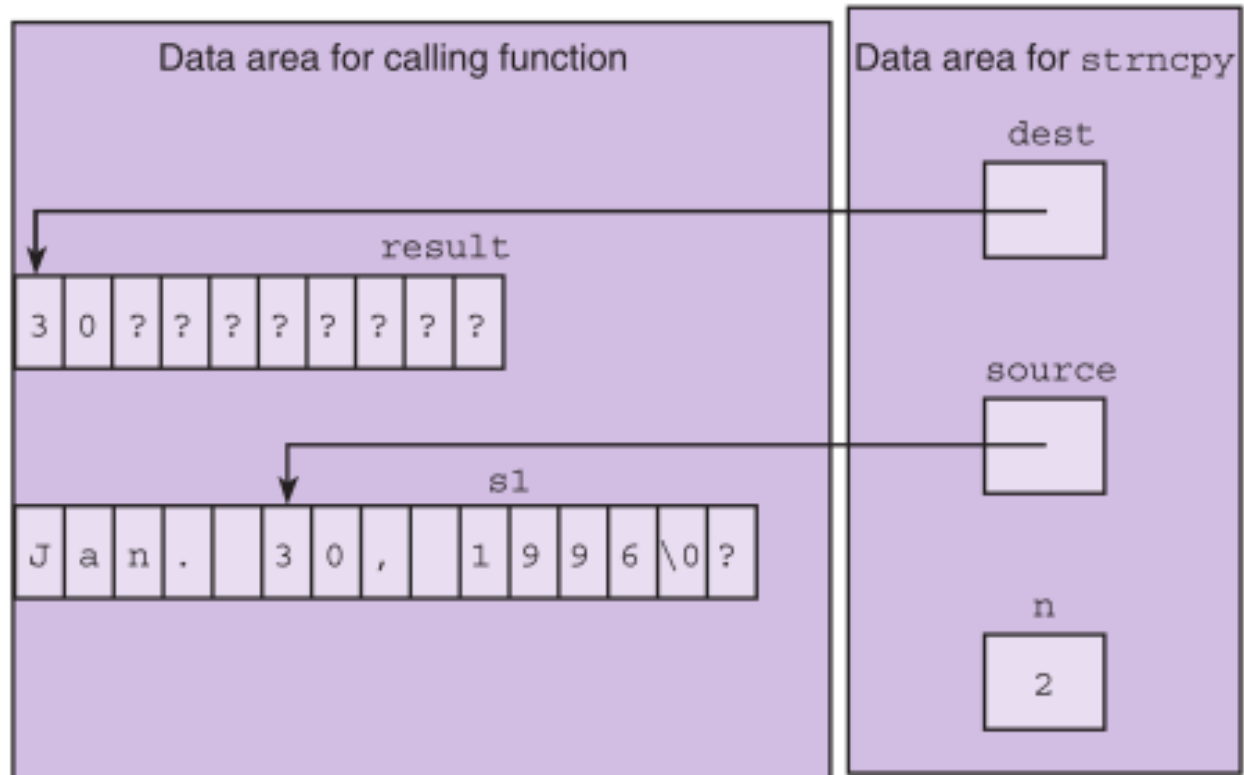 Data area for calling function
Data area for strncpy
dest
result
3 0 ? ? ? ? ? ? ? ?
source
s1
J a n . 3 0 , 1 9 9 6 \0 ?
n
2